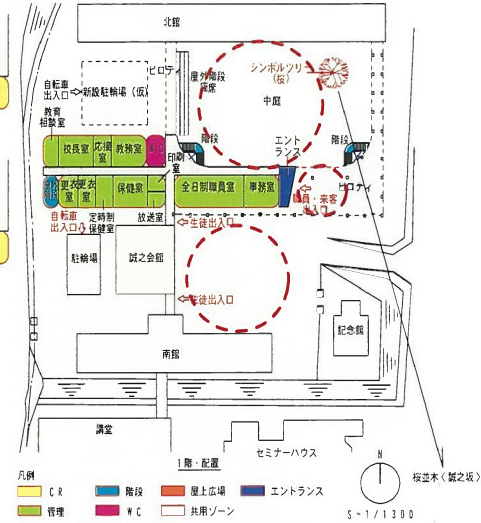 北館
ピロティ
屋外階段
席
シンボルツリー
(桜)
中庭
自転車
出入口
新設駐輪場(仮)
教育
相談室
校長室
応接室
教務室
WC
印刷
室
階段
エント
ランス
階段
階段
更衣室
更衣室
保健室
全日制職員室
事務室
職員・来客
出入口
ピロティ
自転車
出入口
定時制
保健室
放送室
生徒出入口
駐輪場
誠之会館
生徒出入口
記念館
南館
講堂
セミナーハウス
1階・配置
N
桜並木<誠之坂>
S-1/1300
凡例
CR
階段
屋上広場
エントランス
管理
WC
共用ゾーン